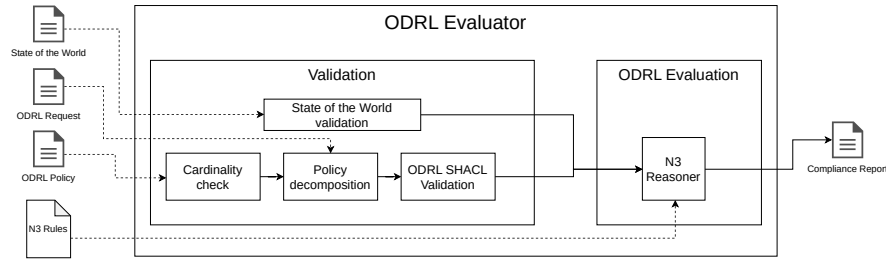 ODRL Evaluator
State of the World
ODRL Request
ODRL Policy
N3 Rules
Validation
State of the World
validation
Cardinality
check
Policy
decomposition
ODRL SHACL
Validation
ODRL Evaluation
N3
Reasoner
Compliance Report